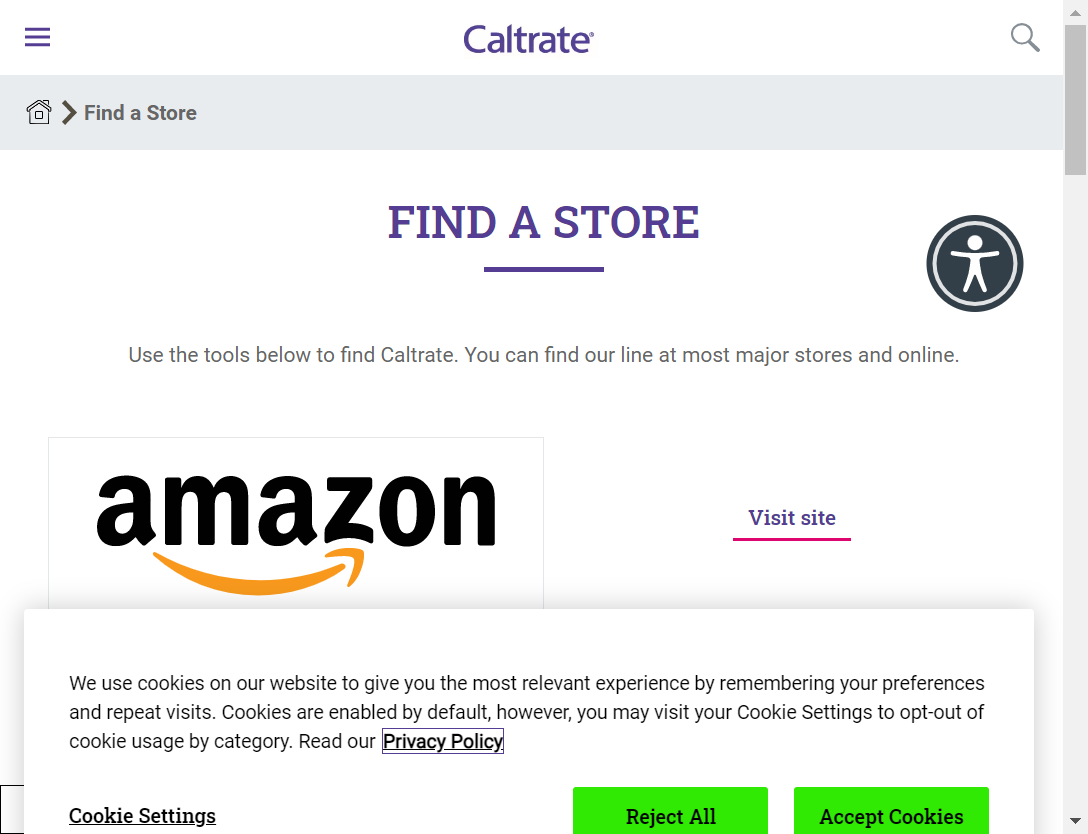 Caltrate®
Find a Store
FIND A STORE
Use the tools below to find Caltrate. You can find our line at most major stores and online.
amazon
Visit site
We use cookies on our website to give you the most relevant experience by remembering your preferences
and repeat visits. Cookies are enabled by default, however, you may visit your Cookie Settings to opt-out of
cookie usage by category. Read our Privacy Policy
Cookie Settings
Reject All
Accept Cookies